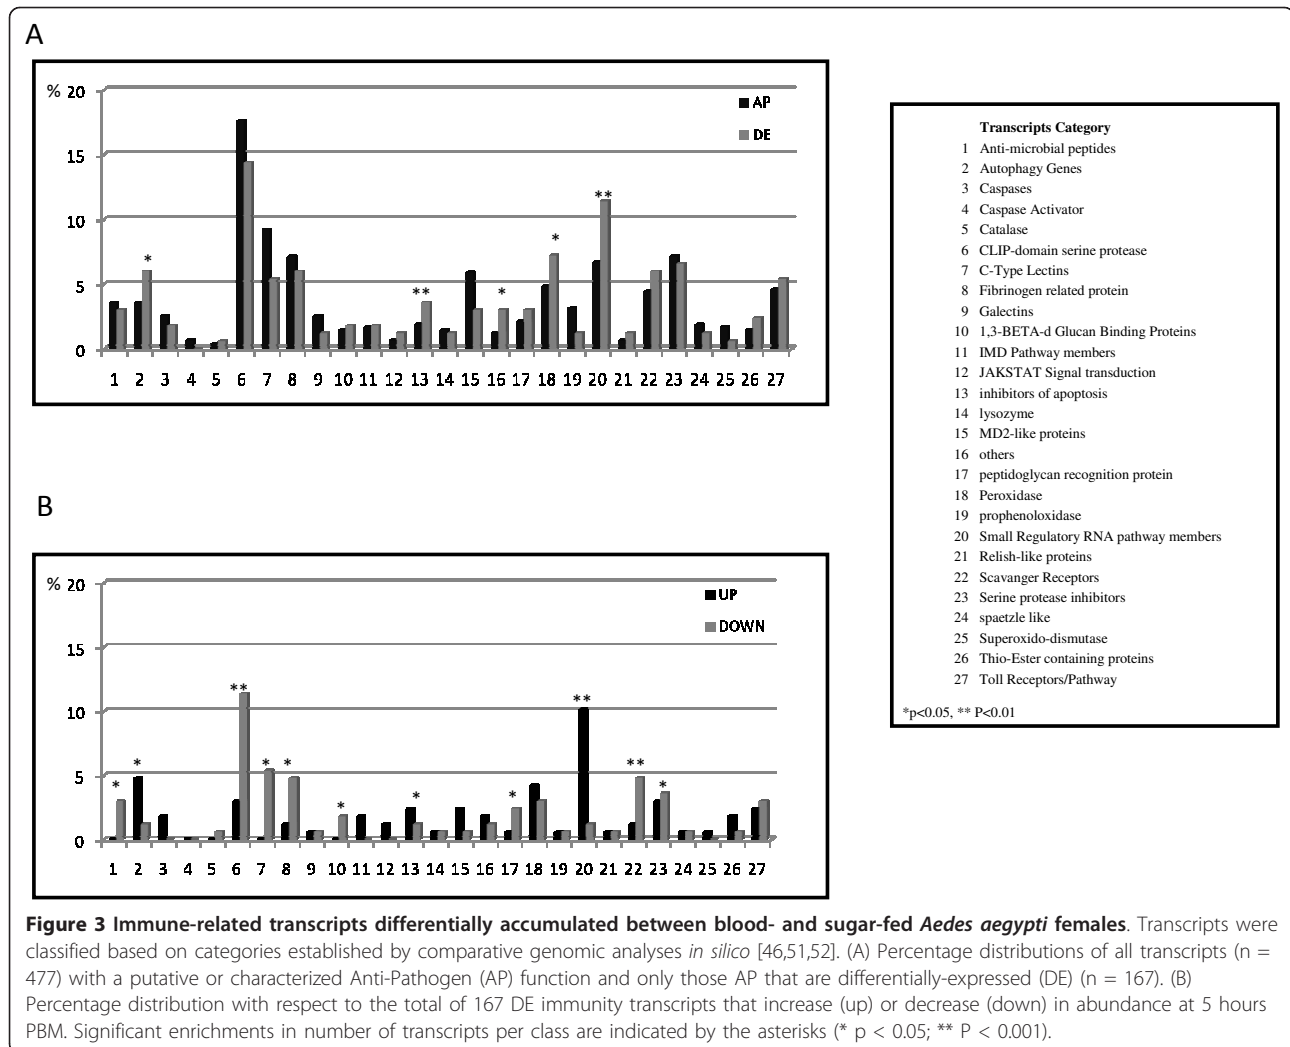 A
% 20
15
10
5
0
AP
DE
*
**
*
*
**
1 2 3 4 5 6 7 8 9 10 11 12 13 14 15 16 17 18 19 20 21 22 23 24 25 26 27
B
% 20
15
10
5
0
UP
DOWN
*
*
**
*
*
*
*
*
**
**
*
1 2 3 4 5 6 7 8 9 10 11 12 13 14 15 16 17 18 19 20 21 22 23 24 25 26 27
Transcripts Category
1 Anti-microbial peptides
2 Autophagy Genes
3 Caspases
4 Caspase Activator
5 Catalase
6 CLIP-domain serine protease
7 C-Type Lectins
8 Fibrinogen related protein
9 Galectins
10 1,3-BETA-d Glucan Binding Proteins
11 IMD Pathway members
12 JAKSTAT Signal transduction
13 inhibitors of apoptosis
14 lysozyme
15 MD2-like proteins
16 others
17 peptidoglycan recognition protein
18 Peroxidase
19 prophenoloxidase
20 Small Regulatory RNA pathway members
21 Relish-like proteins
22 Scavanger Receptors
23 Serine protease inhibitors
24 spaetzle like
25 Superoxido-dismutase
26 Thio-Ester containing proteins
27 Toll Receptors/Pathway
*p<0.05, ** P<0.01
Figure 3 Immune-related transcripts differentially accumulated between blood- and sugar-fed Aedes aegypti females. Transcripts were
classified based on categories established by comparative genomic analyses in silico [46,51,52]. (A) Percentage distributions of all transcripts (n =
477) with a putative or characterized Anti-Pathogen (AP) function and only those AP that are differentially-expressed (DE) (n = 167). (B)
Percentage distribution with respect to the total of 167 DE immunity transcripts that increase (up) or decrease (down) in abundance at 5 hours
PBM. Significant enrichments in number of transcripts per class are indicated by the asterisks (* p < 0.05; ** P < 0.001).